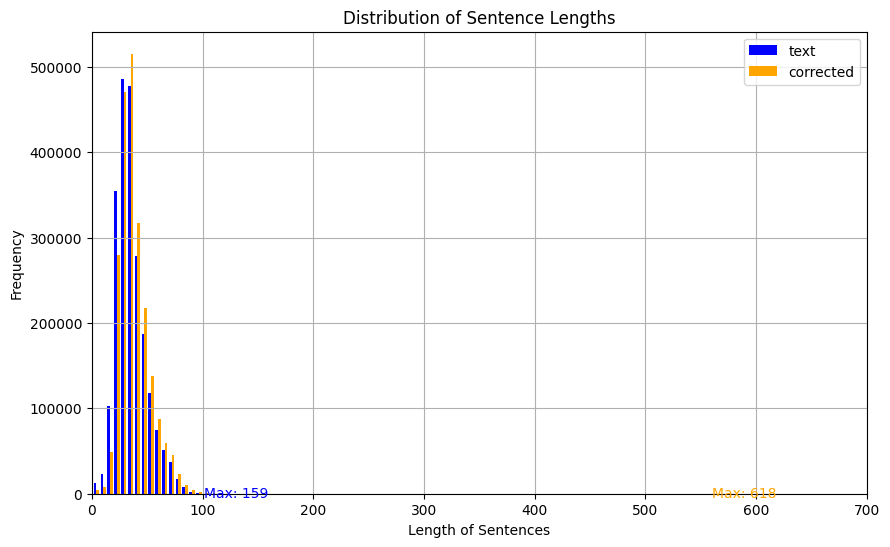 Distribution of Sentence Lengths
text
corrected
500000
400000
300000
200000
100000
0
Frequency
Max: 159
Max: 618
0 100 200 300 400 500 600 700
Length of Sentences